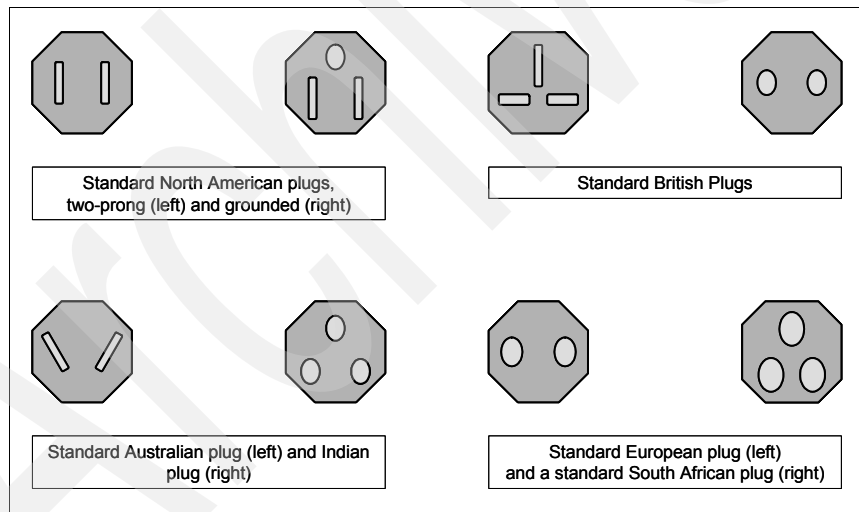 Standard North American plugs,
two-prong (left) and grounded (right)
Standard British Plugs
Standard Australian plug (left) and Indian
plug (right)
Standard European plug (left)
and a standard South African plug (right)